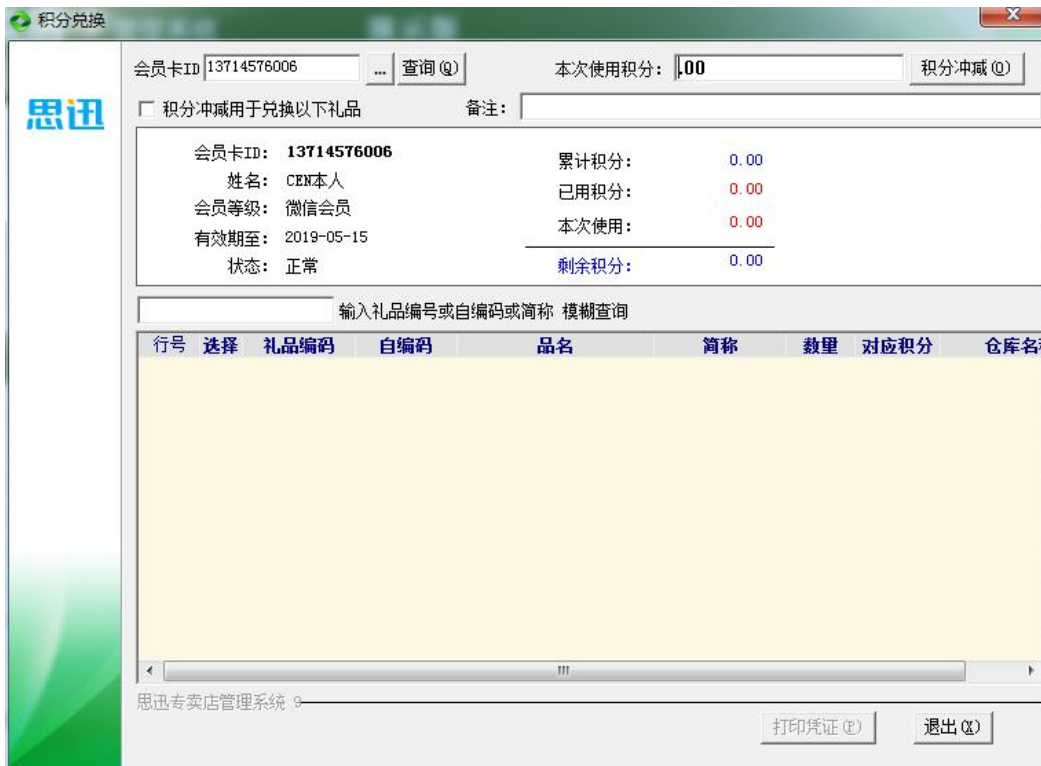 积分兑换
会员卡ID 13714576006 ... 查询(Q) 本次使用积分: .00 积分冲减(O)
思迅
积分冲减用于兑换以下礼品 备注:
会员卡ID: 13714576006 累计积分: 0.00
姓名: CEN本人 已用积分: 0.00
会员等级: 微信会员 本次使用: 0.00
有效期至: 2019-05-15
状态: 正常 剩余积分: 0.00
输入礼品编号或自编码或简称 模糊查询
行号 选择 礼品编码 自编码 品名 简称 数量 对应积分 仓库名
思迅专卖店管理系统 9
打印凭证(P) 退出(X)